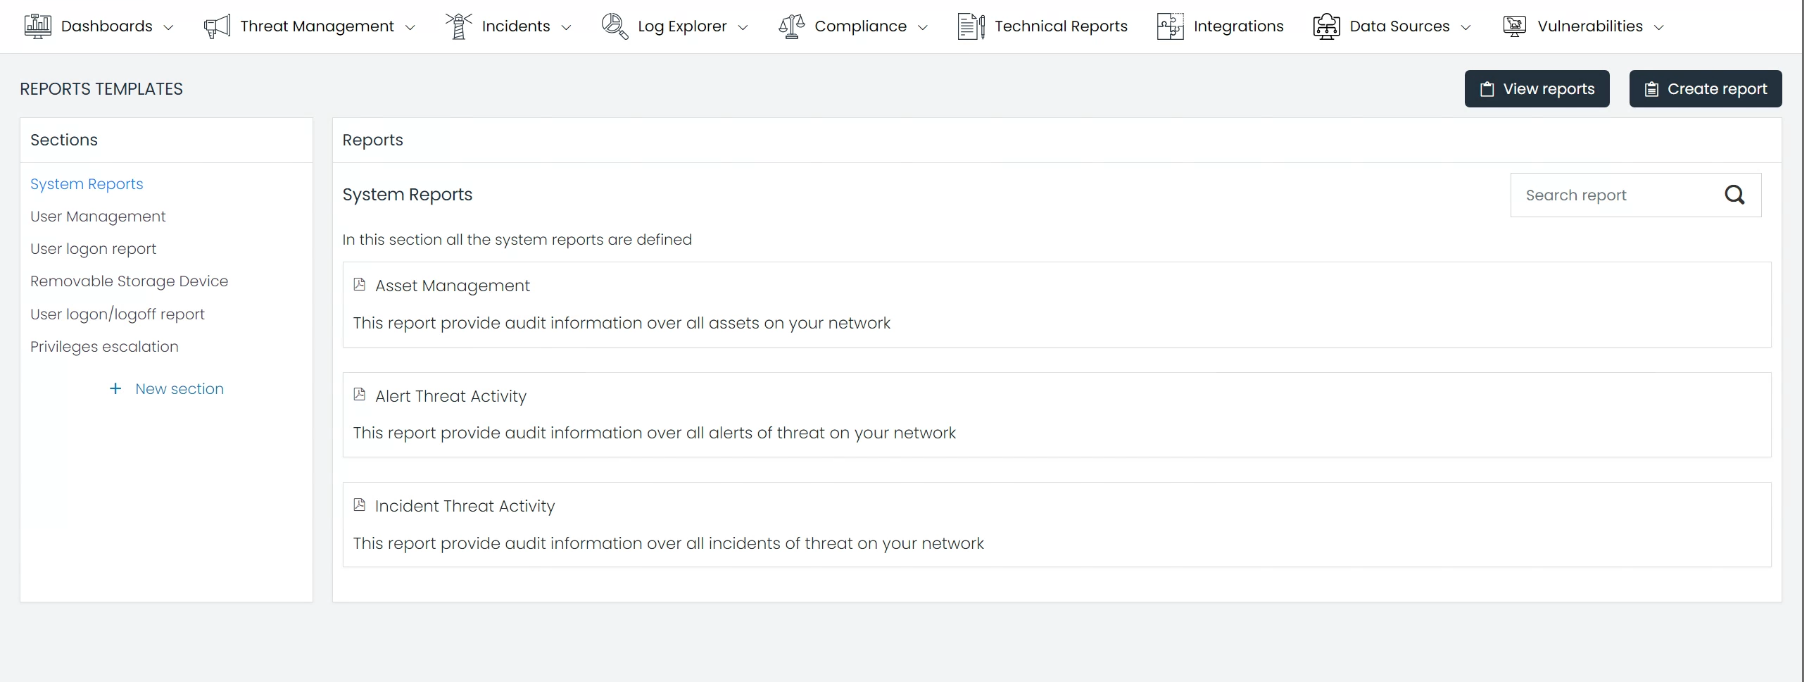 Dashboards Threat Management Incidents Log Explorer Compliance Technical Reports Integrations Data Sources Vulnerabilities
REPORTS TEMPLATES
View reports Create report
Sections
System Reports
User Management
User logon report
Removable Storage Device
User logon/logoff report
Privileges escalation
+ New section
Reports
System Reports
Search report
In this section all the system reports are defined
Asset Management
This report provide audit information over all assets on your network
Alert Threat Activity
This report provide audit information over all alerts of threat on your network
Incident Threat Activity
This report provide audit information over all incidents of threat on your network